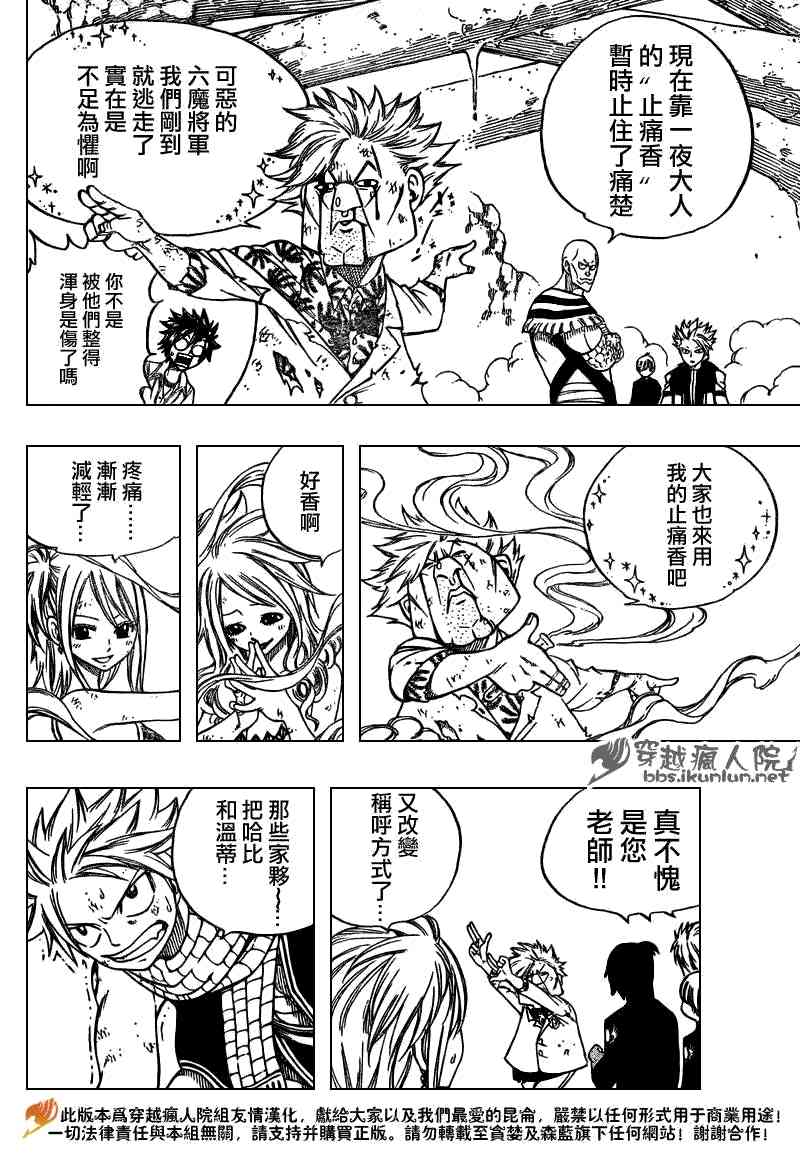 現在靠一夜大人
的〝止痛香〞
暫時止住了痛楚
可惡的
六魔將軍
我們剛到
就逃走了
實在是
不足為懼啊
你不是
被他們整得
渾身是傷了嗎
大家也來用
我的止痛香吧
好香啊
疼痛……
漸漸
減輕了…
真不愧
是您
老師!!
又改變
稱呼方式了…
那些家夥～
把哈比
和溫蒂…
穿越瘋人院
bbs.ikunlun.net
此版本爲穿越瘋人院組友情漢化，獻給大家以及我們最愛的昆侖，嚴禁以任何形式用于商業用途！
一切法律責任與本組無關，請支持并購買正版。請勿轉載至貪婪及森藍旗下任何網站！謝謝合作！